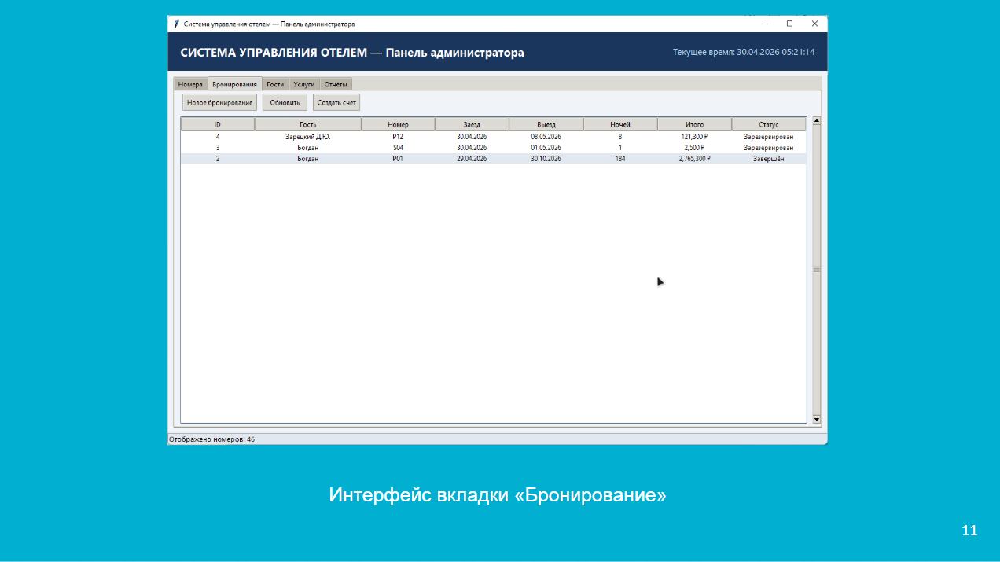 Система управления отелем — Панель администратора
СИСТЕМА УПРАВЛЕНИЯ ОТЕЛЕМ — Панель администратора
Текущее время: 30.04.2026 05:21:14
Номера Бронирования Гости Услуги Отчёты
Новое бронирование Обновить Создать счёт
ID Гость Номер Заезд Выезд Ночей Итого Статус
4 Зарецкий Д.Ю. P12 30.04.2026 08.05.2026 8 121,300 ₽ Зарезервирован
3 Богдан S04 30.04.2026 01.05.2026 1 2,500 ₽ Зарезервирован
2 Богдан P01 29.04.2026 30.10.2026 184 2,765,300 ₽ Завершён
Отображено номеров: 46
Интерфейс вкладки «Бронирование»
11